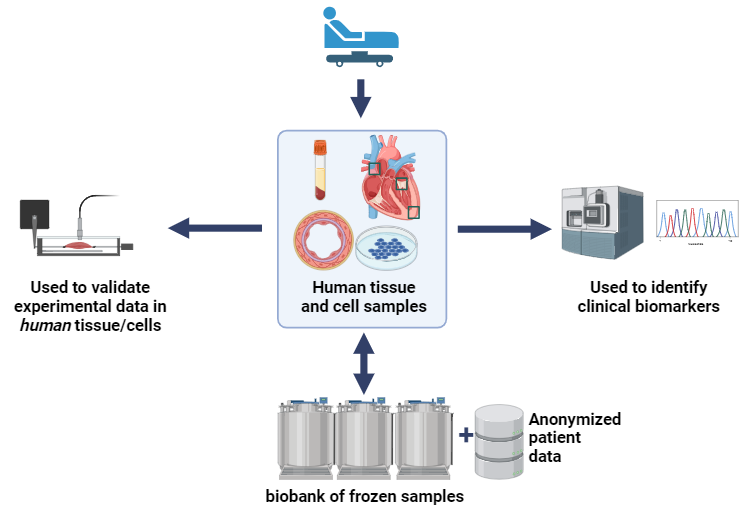 Human tissue
and cell samples
Used to validate
experimental data in
human tissue/cells
Used to identify
clinical biomarkers
+
Anonymized
patient
data
biobank of frozen samples